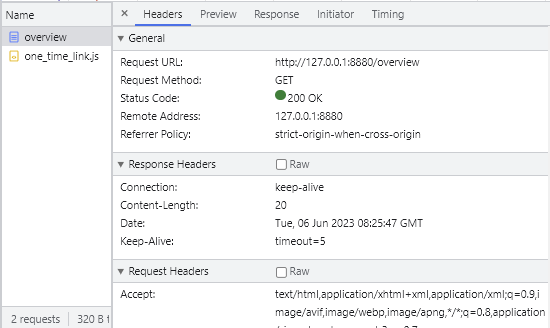 Name
overview
one_time_link.js
2 requests 320 B
× Headers Preview Response Initiator Timing
▼ General
Request URL: http://127.0.0.1:8880/overview
Request Method: GET
Status Code: 200 OK
Remote Address: 127.0.0.1:8880
Referrer Policy: strict-origin-when-cross-origin
▼ Response Headers Raw
Connection: keep-alive
Content-Length: 20
Date: Tue, 06 Jun 2023 08:25:47 GMT
Keep-Alive: timeout=5
▼ Request Headers Raw
Accept: text/html,application/xhtml+xml,application/xml;q=0.9,i
mage/avif,image/webp,image/apng,*/*;q=0.8,application